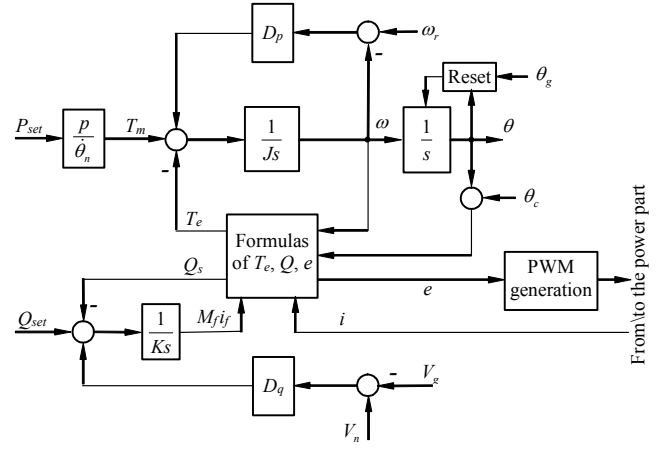 D_p
-
ω_r
Reset
θ_g
P_set
p
θ̇_n
T_m
-
1
Js
ω
1
s
θ
θ_c
T_e
Formulas
of T_e, Q, e
Q_s
-
Q_set
1
Ks
M_f i_f
e
i
PWM
generation
From\to the power part
D_q
-
V_g
V_n